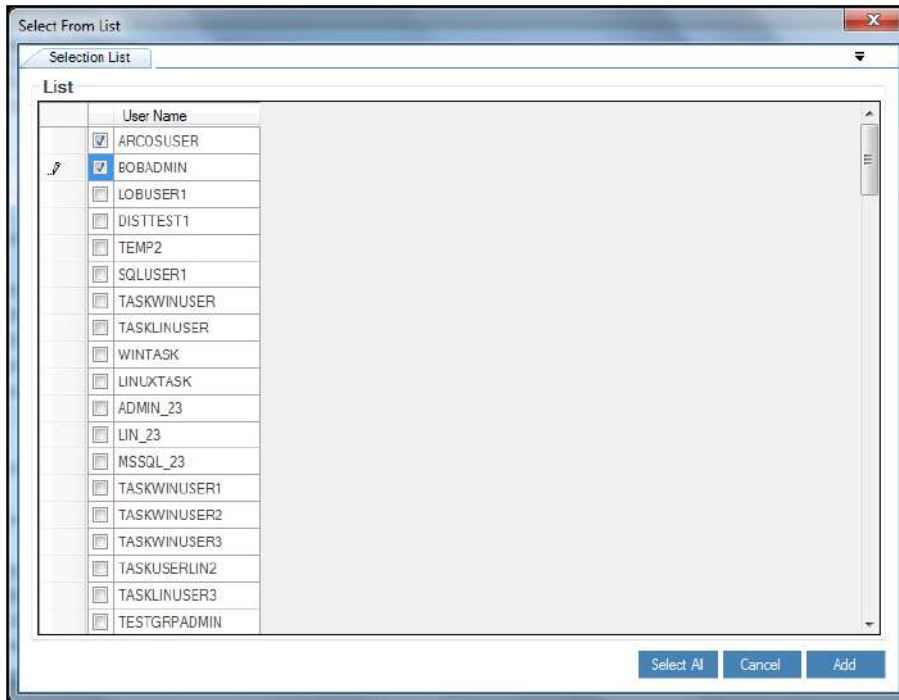 Select From List
Selection List
List
User Name
ARCOSUSER
BOBADMIN
LOBUSER1
DISTTEST1
TEMP2
SQLUSER1
TASKWINUSER
TASKLINUSER
WINTASK
LINUXTASK
ADMIN_23
LIN_23
MSSQL_23
TASKWINUSER1
TASKWINUSER2
TASKWINUSER3
TASKUSERLIN2
TASKLINUSER3
TESTGRPADMIN
Select All Cancel Add